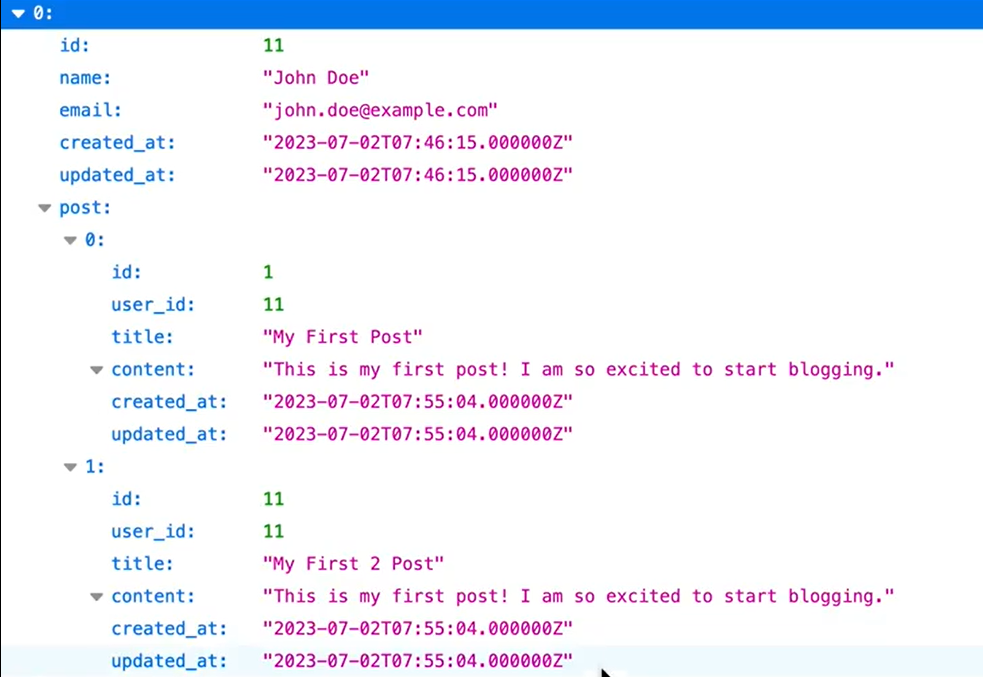 0:
id: 11
name: "John Doe"
email: "john.doe@example.com"
created_at: "2023-07-02T07:46:15.000000Z"
updated_at: "2023-07-02T07:46:15.000000Z"
post:
0:
id: 1
user_id: 11
title: "My First Post"
content: "This is my first post! I am so excited to start blogging."
created_at: "2023-07-02T07:55:04.000000Z"
updated_at: "2023-07-02T07:55:04.000000Z"
1:
id: 11
user_id: 11
title: "My First 2 Post"
content: "This is my first post! I am so excited to start blogging."
created_at: "2023-07-02T07:55:04.000000Z"
updated_at: "2023-07-02T07:55:04.000000Z"